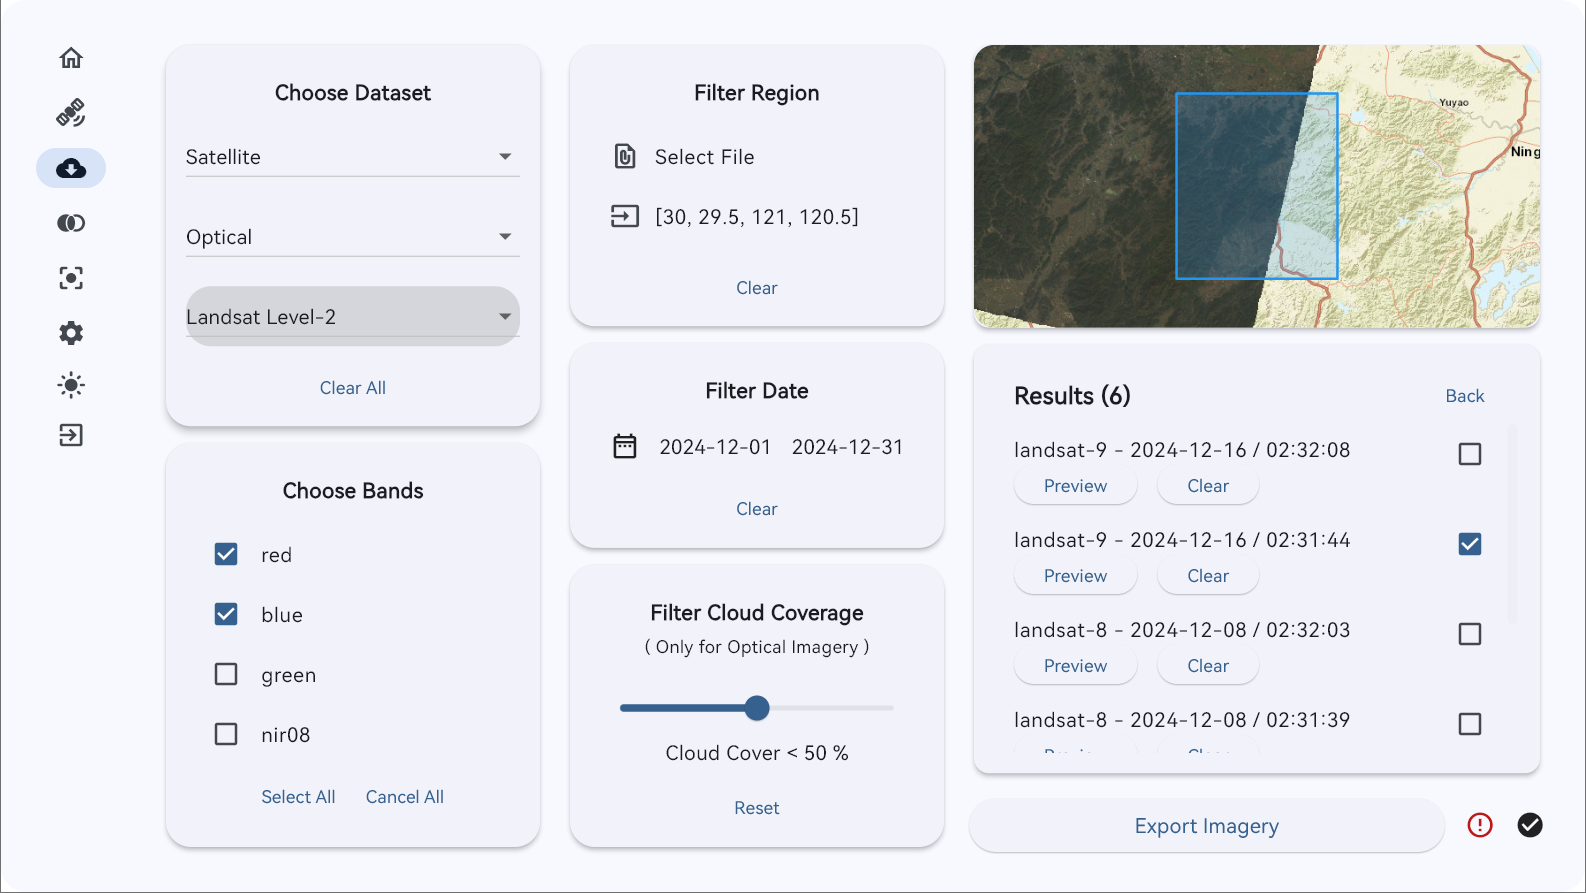 Choose Dataset
Satellite
Optical
Landsat Level-2
Clear All
Choose Bands
red
blue
green
nir08
Select All Cancel All
Filter Region
Select File
[30, 29.5, 121, 120.5]
Clear
Filter Date
2024-12-01 2024-12-31
Clear
Filter Cloud Coverage
( Only for Optical Imagery )
Cloud Cover < 50 %
Reset
Yuyao
Ning
Results (6) Back
landsat-9 - 2024-12-16 / 02:32:08
Preview Clear
landsat-9 - 2024-12-16 / 02:31:44
Preview Clear
landsat-8 - 2024-12-08 / 02:32:03
Preview Clear
landsat-8 - 2024-12-08 / 02:31:39
Export Imagery